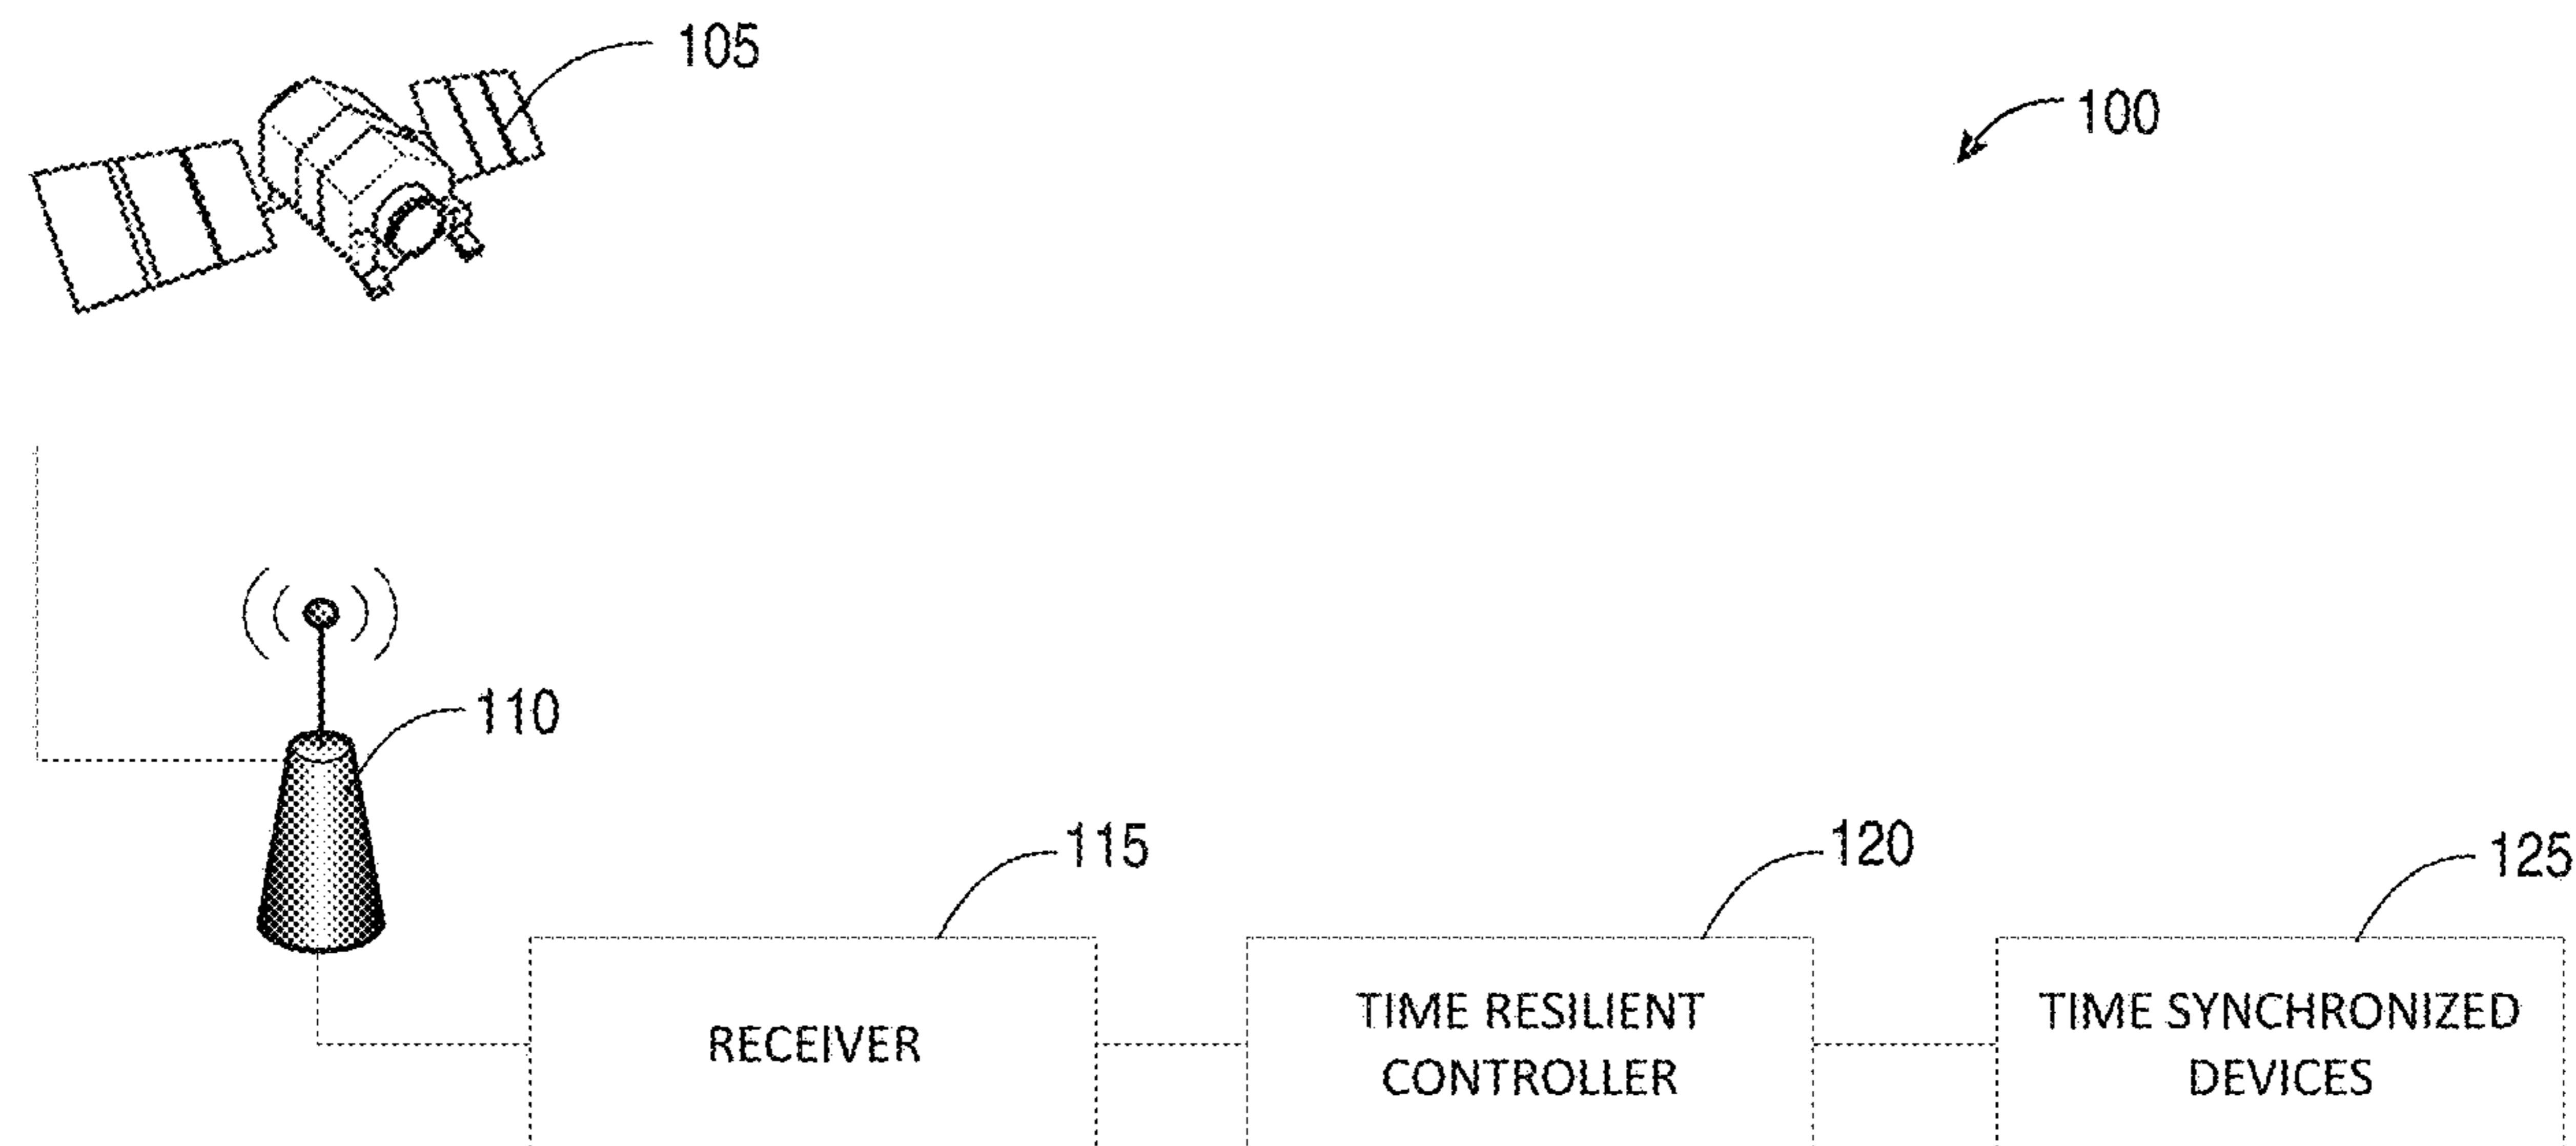 105
100
110
115
120
125
RECEIVER
TIME RESILIENT
CONTROLLER
TIME SYNCHRONIZED
DEVICES